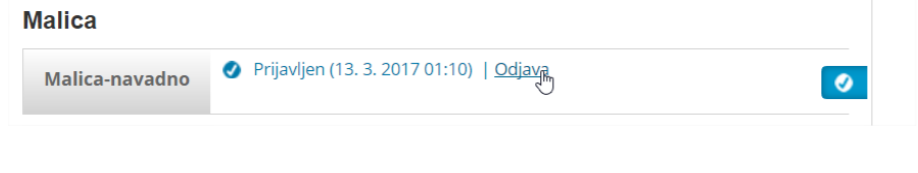 Malica
Malica-navadno
Prijavljen (13. 3. 2017 01:10) | Odjava